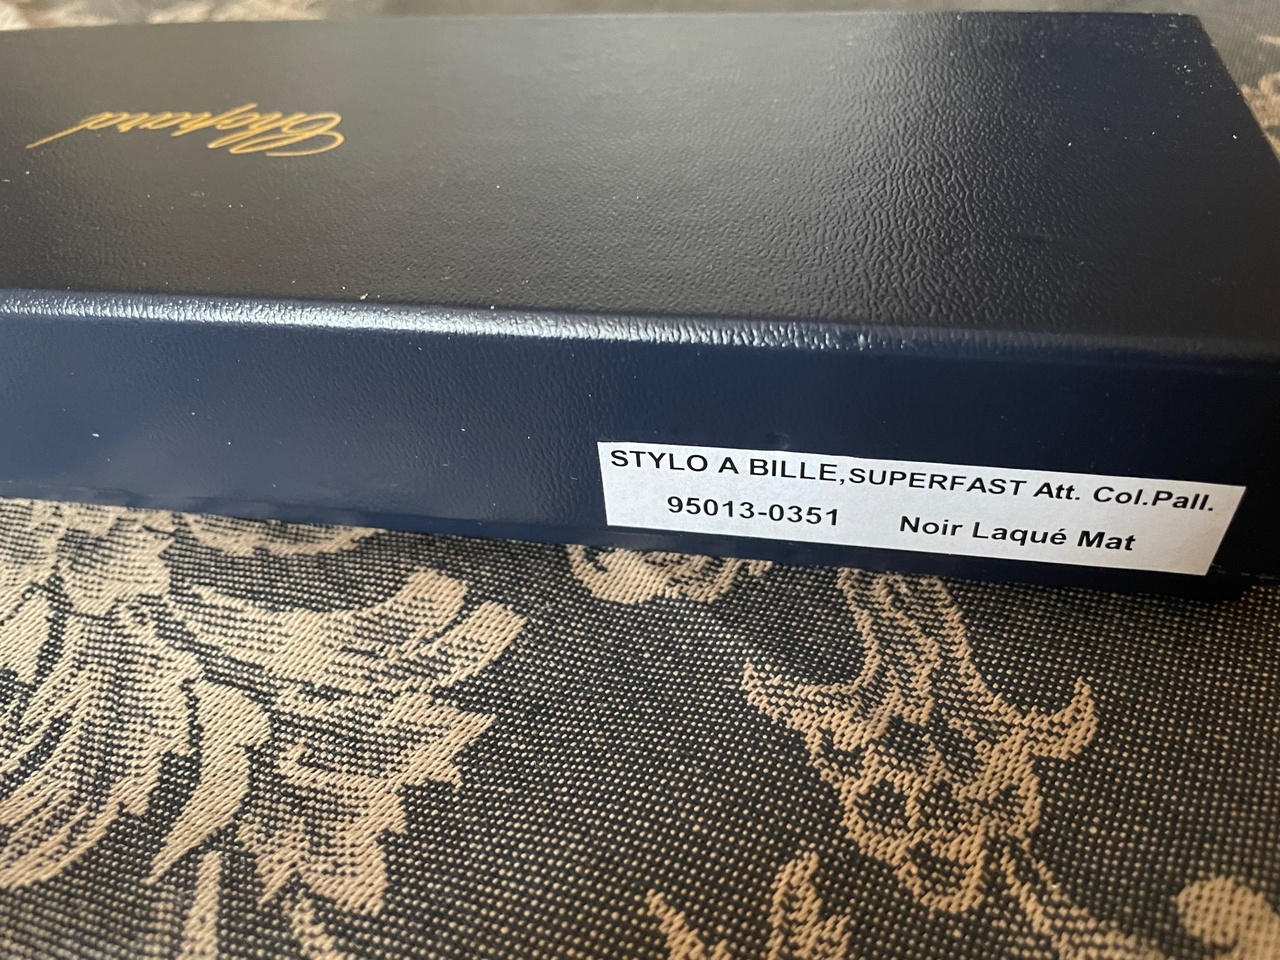 Chopard
STYLO A BILLE,SUPERFAST Att. Col.Pall.
95013-0351 Noir Laqué Mat